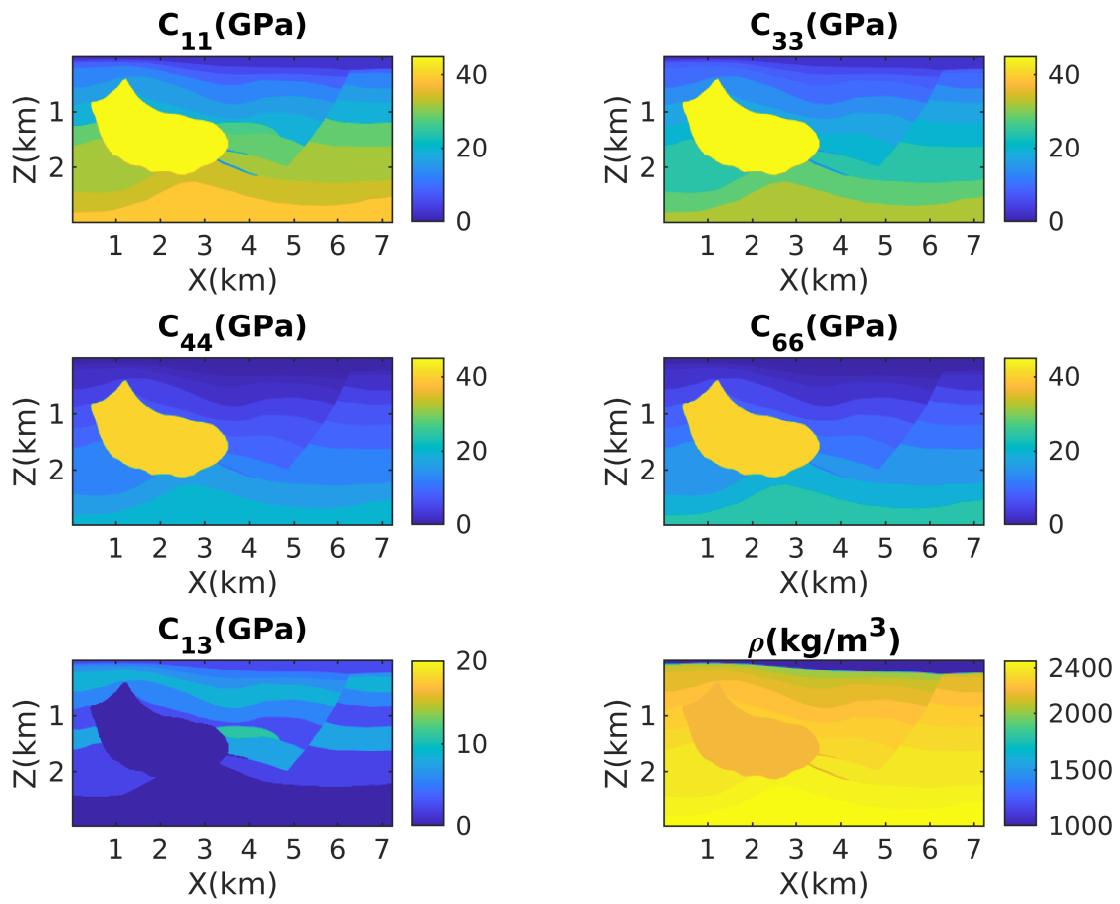 C11(GPa)
Z(km)
1
2
1 2 3 4 5 6 7
X(km)
40
20
0
C33(GPa)
Z(km)
1
2
1 2 3 4 5 6 7
X(km)
40
20
0
C44(GPa)
Z(km)
1
2
1 2 3 4 5 6 7
X(km)
40
20
0
C66(GPa)
Z(km)
1
2
1 2 3 4 5 6 7
X(km)
40
20
0
C13(GPa)
Z(km)
1
2
1 2 3 4 5 6 7
X(km)
20
10
0
ρ(kg/m³)
Z(km)
1
2
1 2 3 4 5 6 7
X(km)
2400
2000
1500
1000